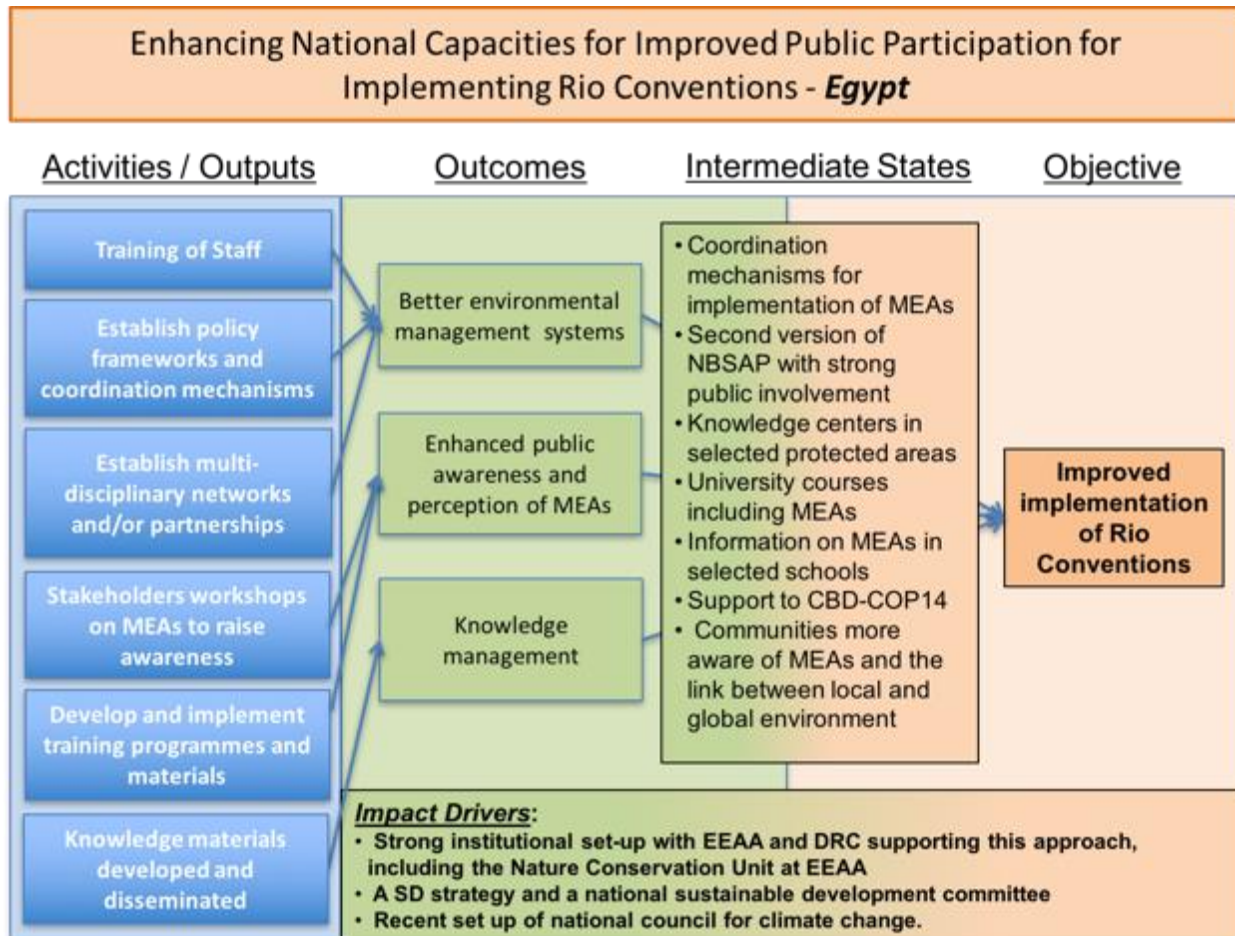 Enhancing National Capacities for Improved Public Participation for
Implementing Rio Conventions - Egypt
Activities / Outputs
Outcomes
Intermediate States
Objective
Training of Staff
Establish policy
frameworks and
coordination mechanisms
Establish multi-
disciplinary networks
and/or partnerships
Stakeholders workshops
on MEAs to raise
awareness
Develop and implement
training programmes and
materials
Knowledge materials
developed and
disseminated
Better environmental
management systems
Enhanced public
awareness and
perception of MEAs
Knowledge
management
• Coordination
mechanisms for
implementation of MEAs
• Second version of
NBSAP with strong
public involvement
• Knowledge centers in
selected protected areas
• University courses
including MEAs
• Information on MEAs in
selected schools
• Support to CBD-COP14
• Communities more
aware of MEAs and the
link between local and
global environment
Improved
implementation
of Rio
Conventions
Impact Drivers:
• Strong institutional set-up with EEAA and DRC supporting this approach,
including the Nature Conservation Unit at EEAA
• A SD strategy and a national sustainable development committee
• Recent set up of national council for climate change.